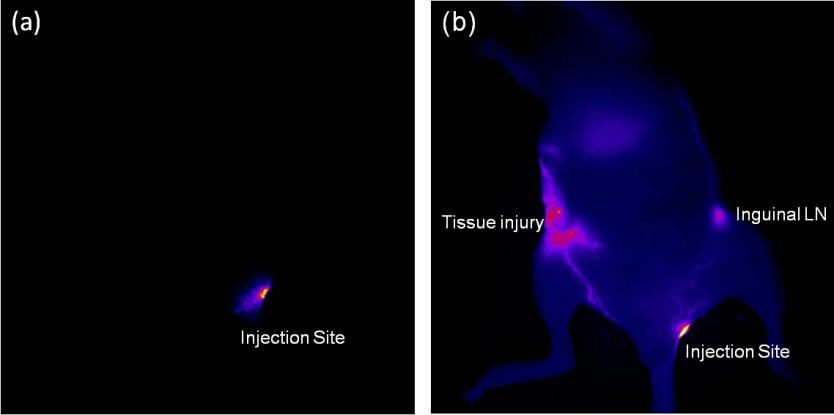 (a)
Injection Site
(b)
Tissue injury
Inguinal LN
Injection Site